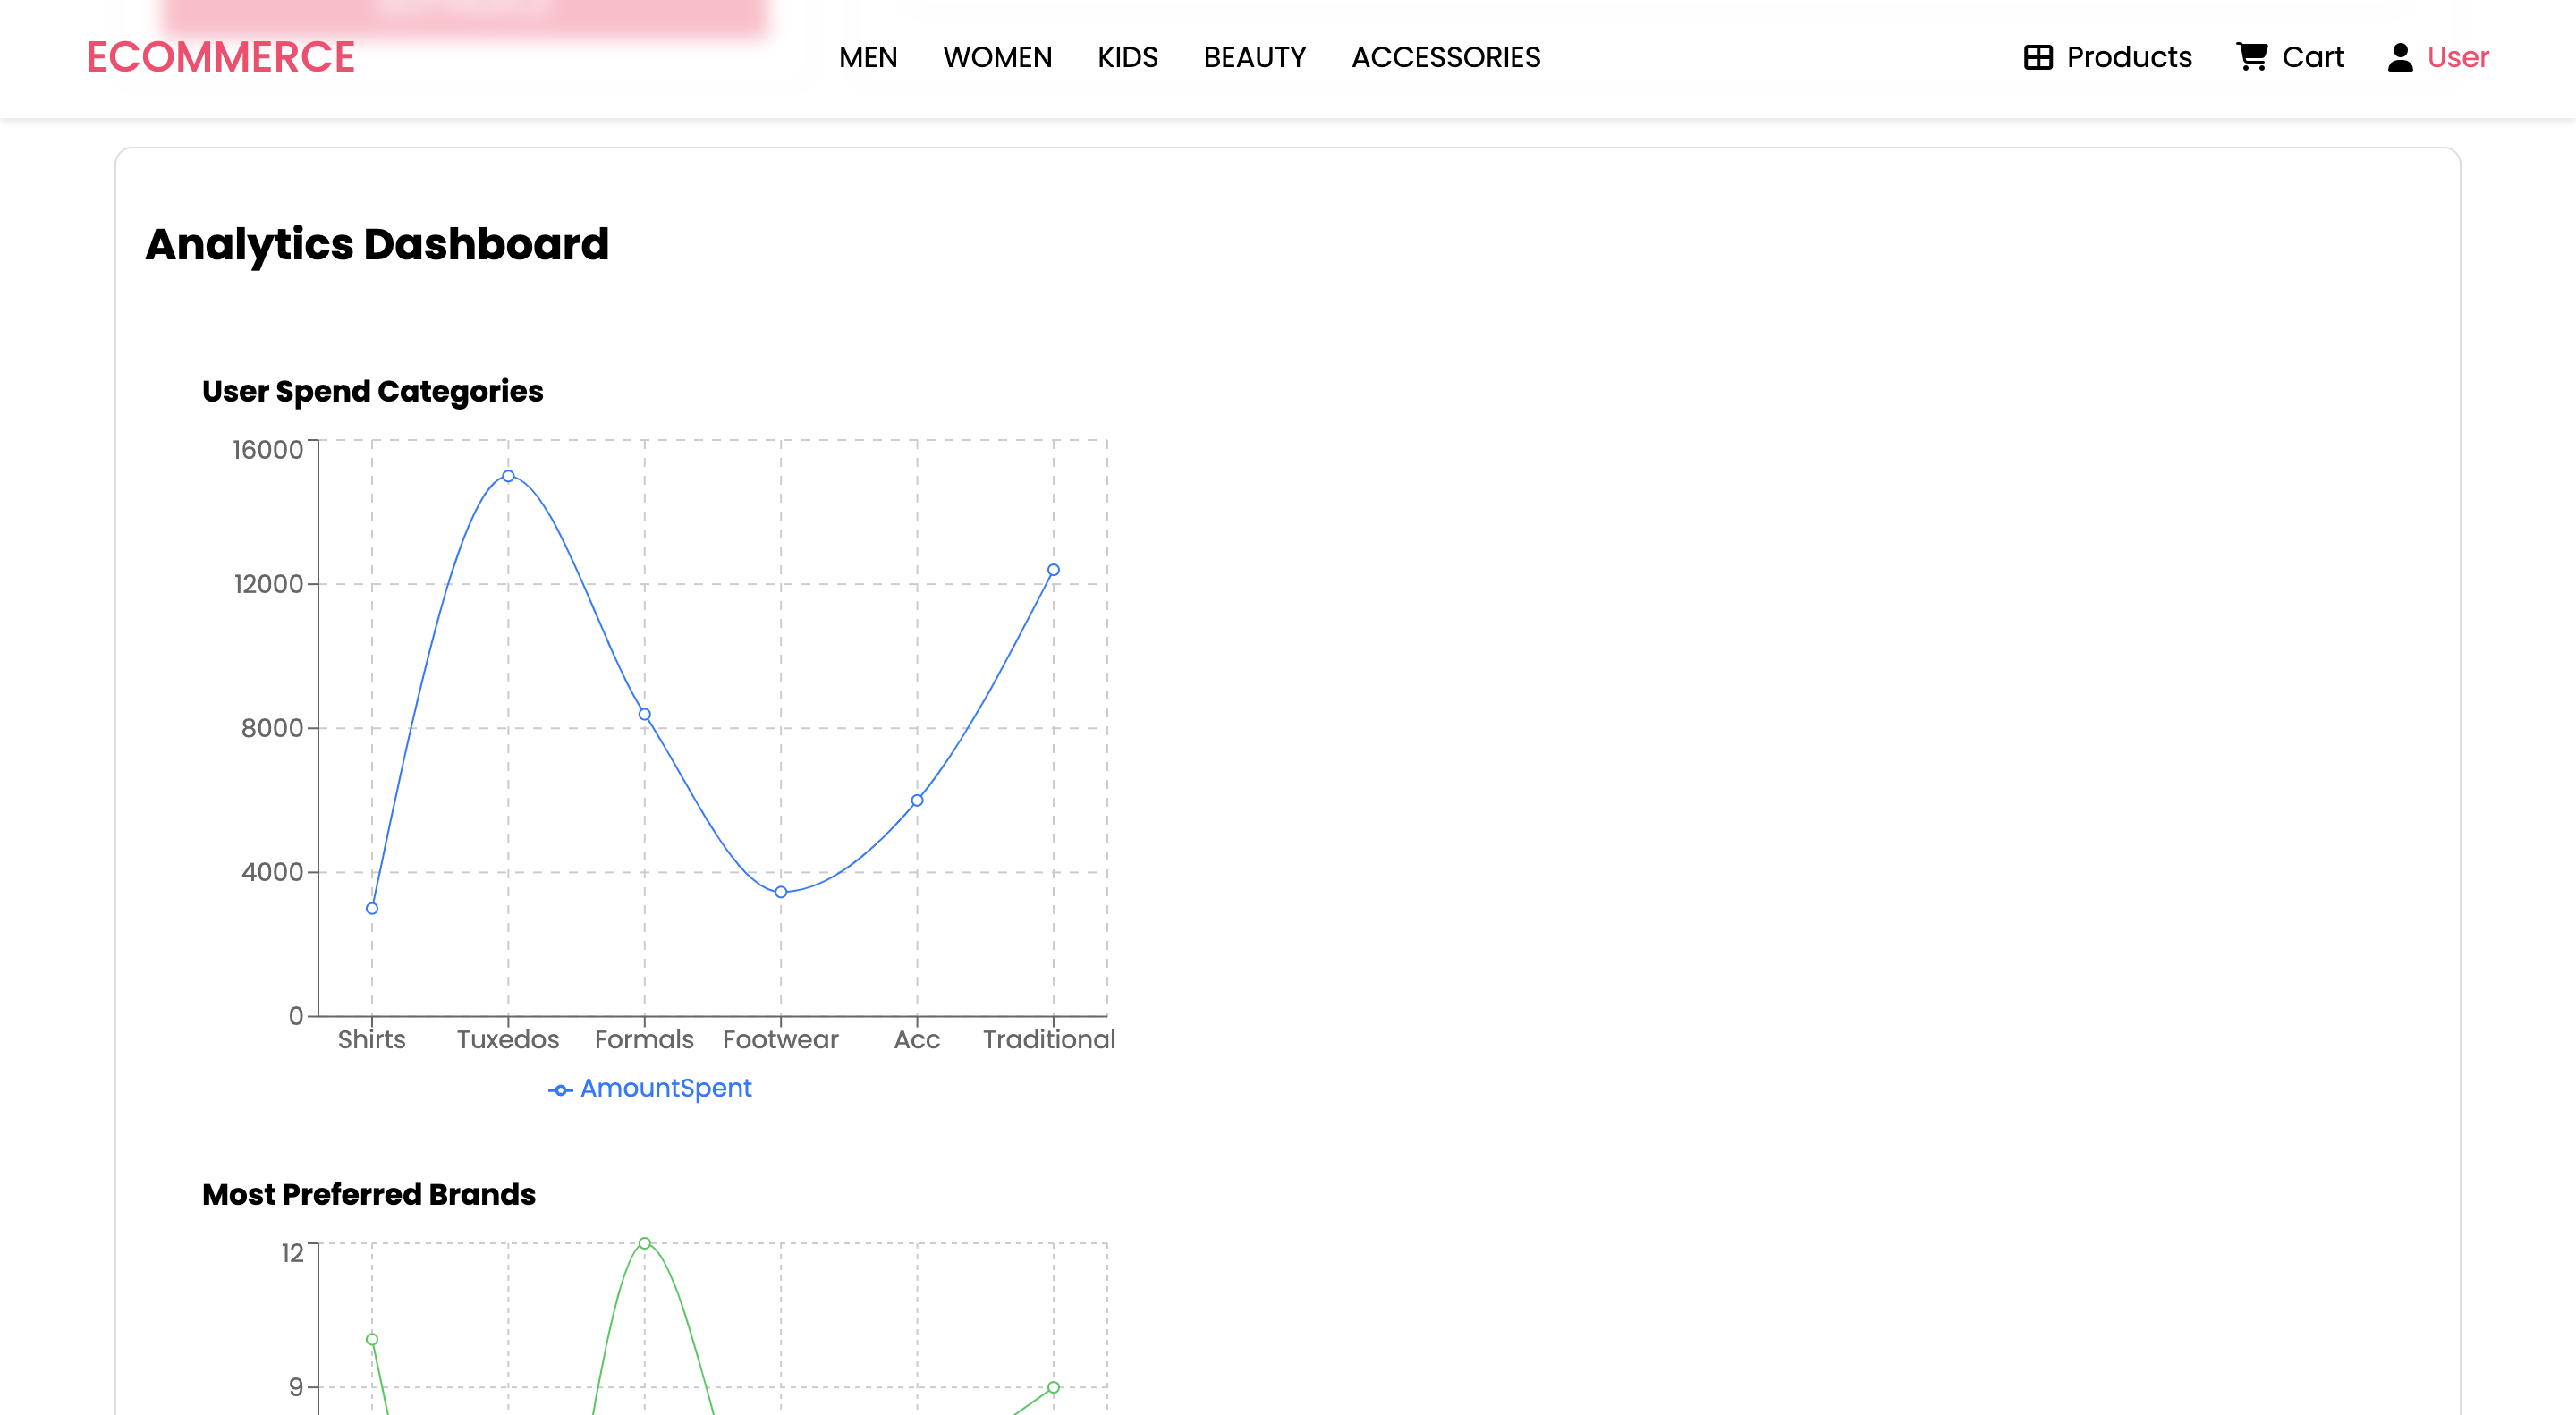 ECOMMERCE MEN WOMEN KIDS BEAUTY ACCESSORIES Products Cart User
Analytics Dashboard
User Spend Categories
16000
12000
8000
4000
0
Shirts Tuxedos Formals Footwear Acc Traditional
AmountSpent
Most Preferred Brands
12
9